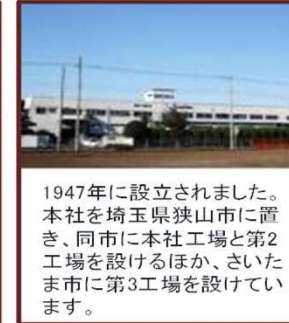 1947年に設立されました。
本社を埼玉県狭山市に置
き、同市に本社工場と第2
工場を設けるほか、さいた
ま市に第3工場を設けてい
ます。